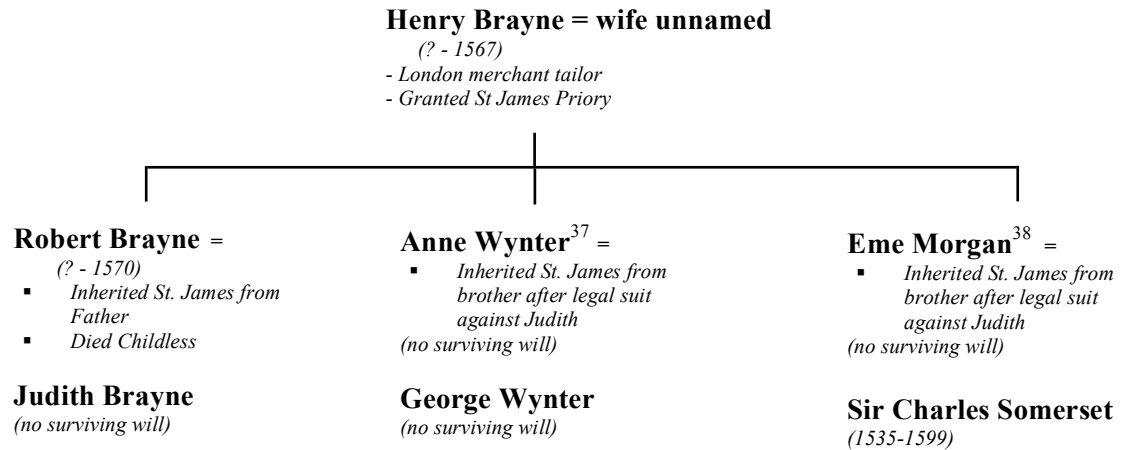 Henry Brayne = wife unnamed
(? - 1567)
- London merchant tailor
- Granted St James Priory
Robert Brayne =
(? - 1570)
▪ Inherited St. James from
Father
▪ Died Childless
Judith Brayne
(no surviving will)
Anne Wynter37 =
▪ Inherited St. James from
brother after legal suit
against Judith
(no surviving will)
George Wynter
(no surviving will)
Eme Morgan38 =
▪ Inherited St. James from
brother after legal suit
against Judith
(no surviving will)
Sir Charles Somerset
(1535-1599)